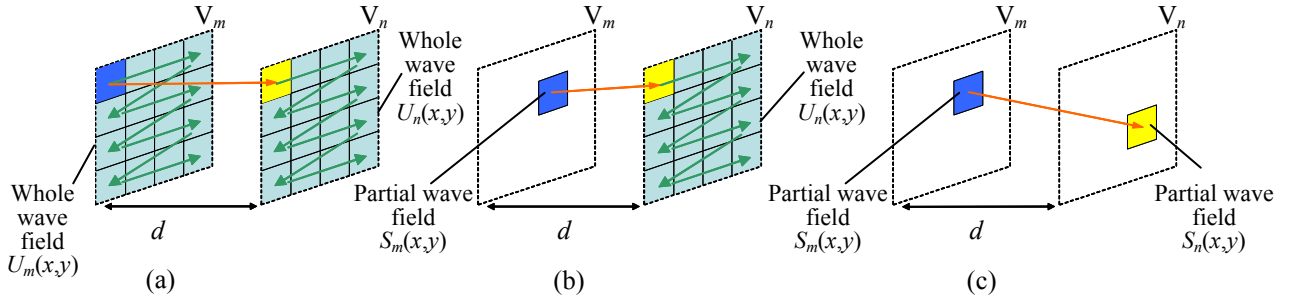 V_m
V_n
Whole
wave
field
U_n(x,y)
Whole
wave
field
U_m(x,y)
d
(a)
V_m
V_n
Whole
wave
field
U_n(x,y)
Partial wave
field
S_m(x,y)
d
(b)
V_m
V_n
Partial wave
field
S_m(x,y)
d
Partial wave
field
S_n(x,y)
(c)